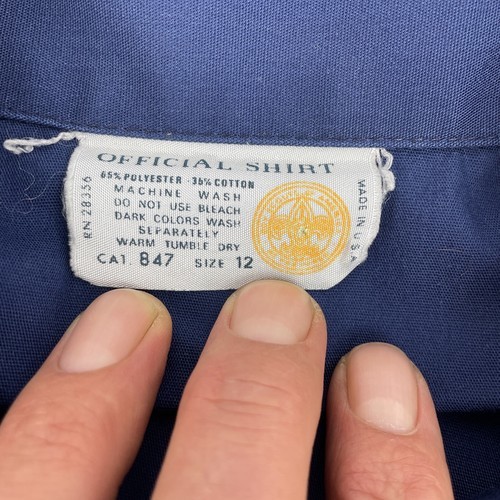 OFFICIAL SHIRT
65% POLYESTER - 35% COTTON
MACHINE WASH
DO NOT USE BLEACH
DARK COLORS WASH
SEPARATELY
WARM TUMBLE DRY
CAT. 847 SIZE 12
RN 28356
MADE IN U.S.A.